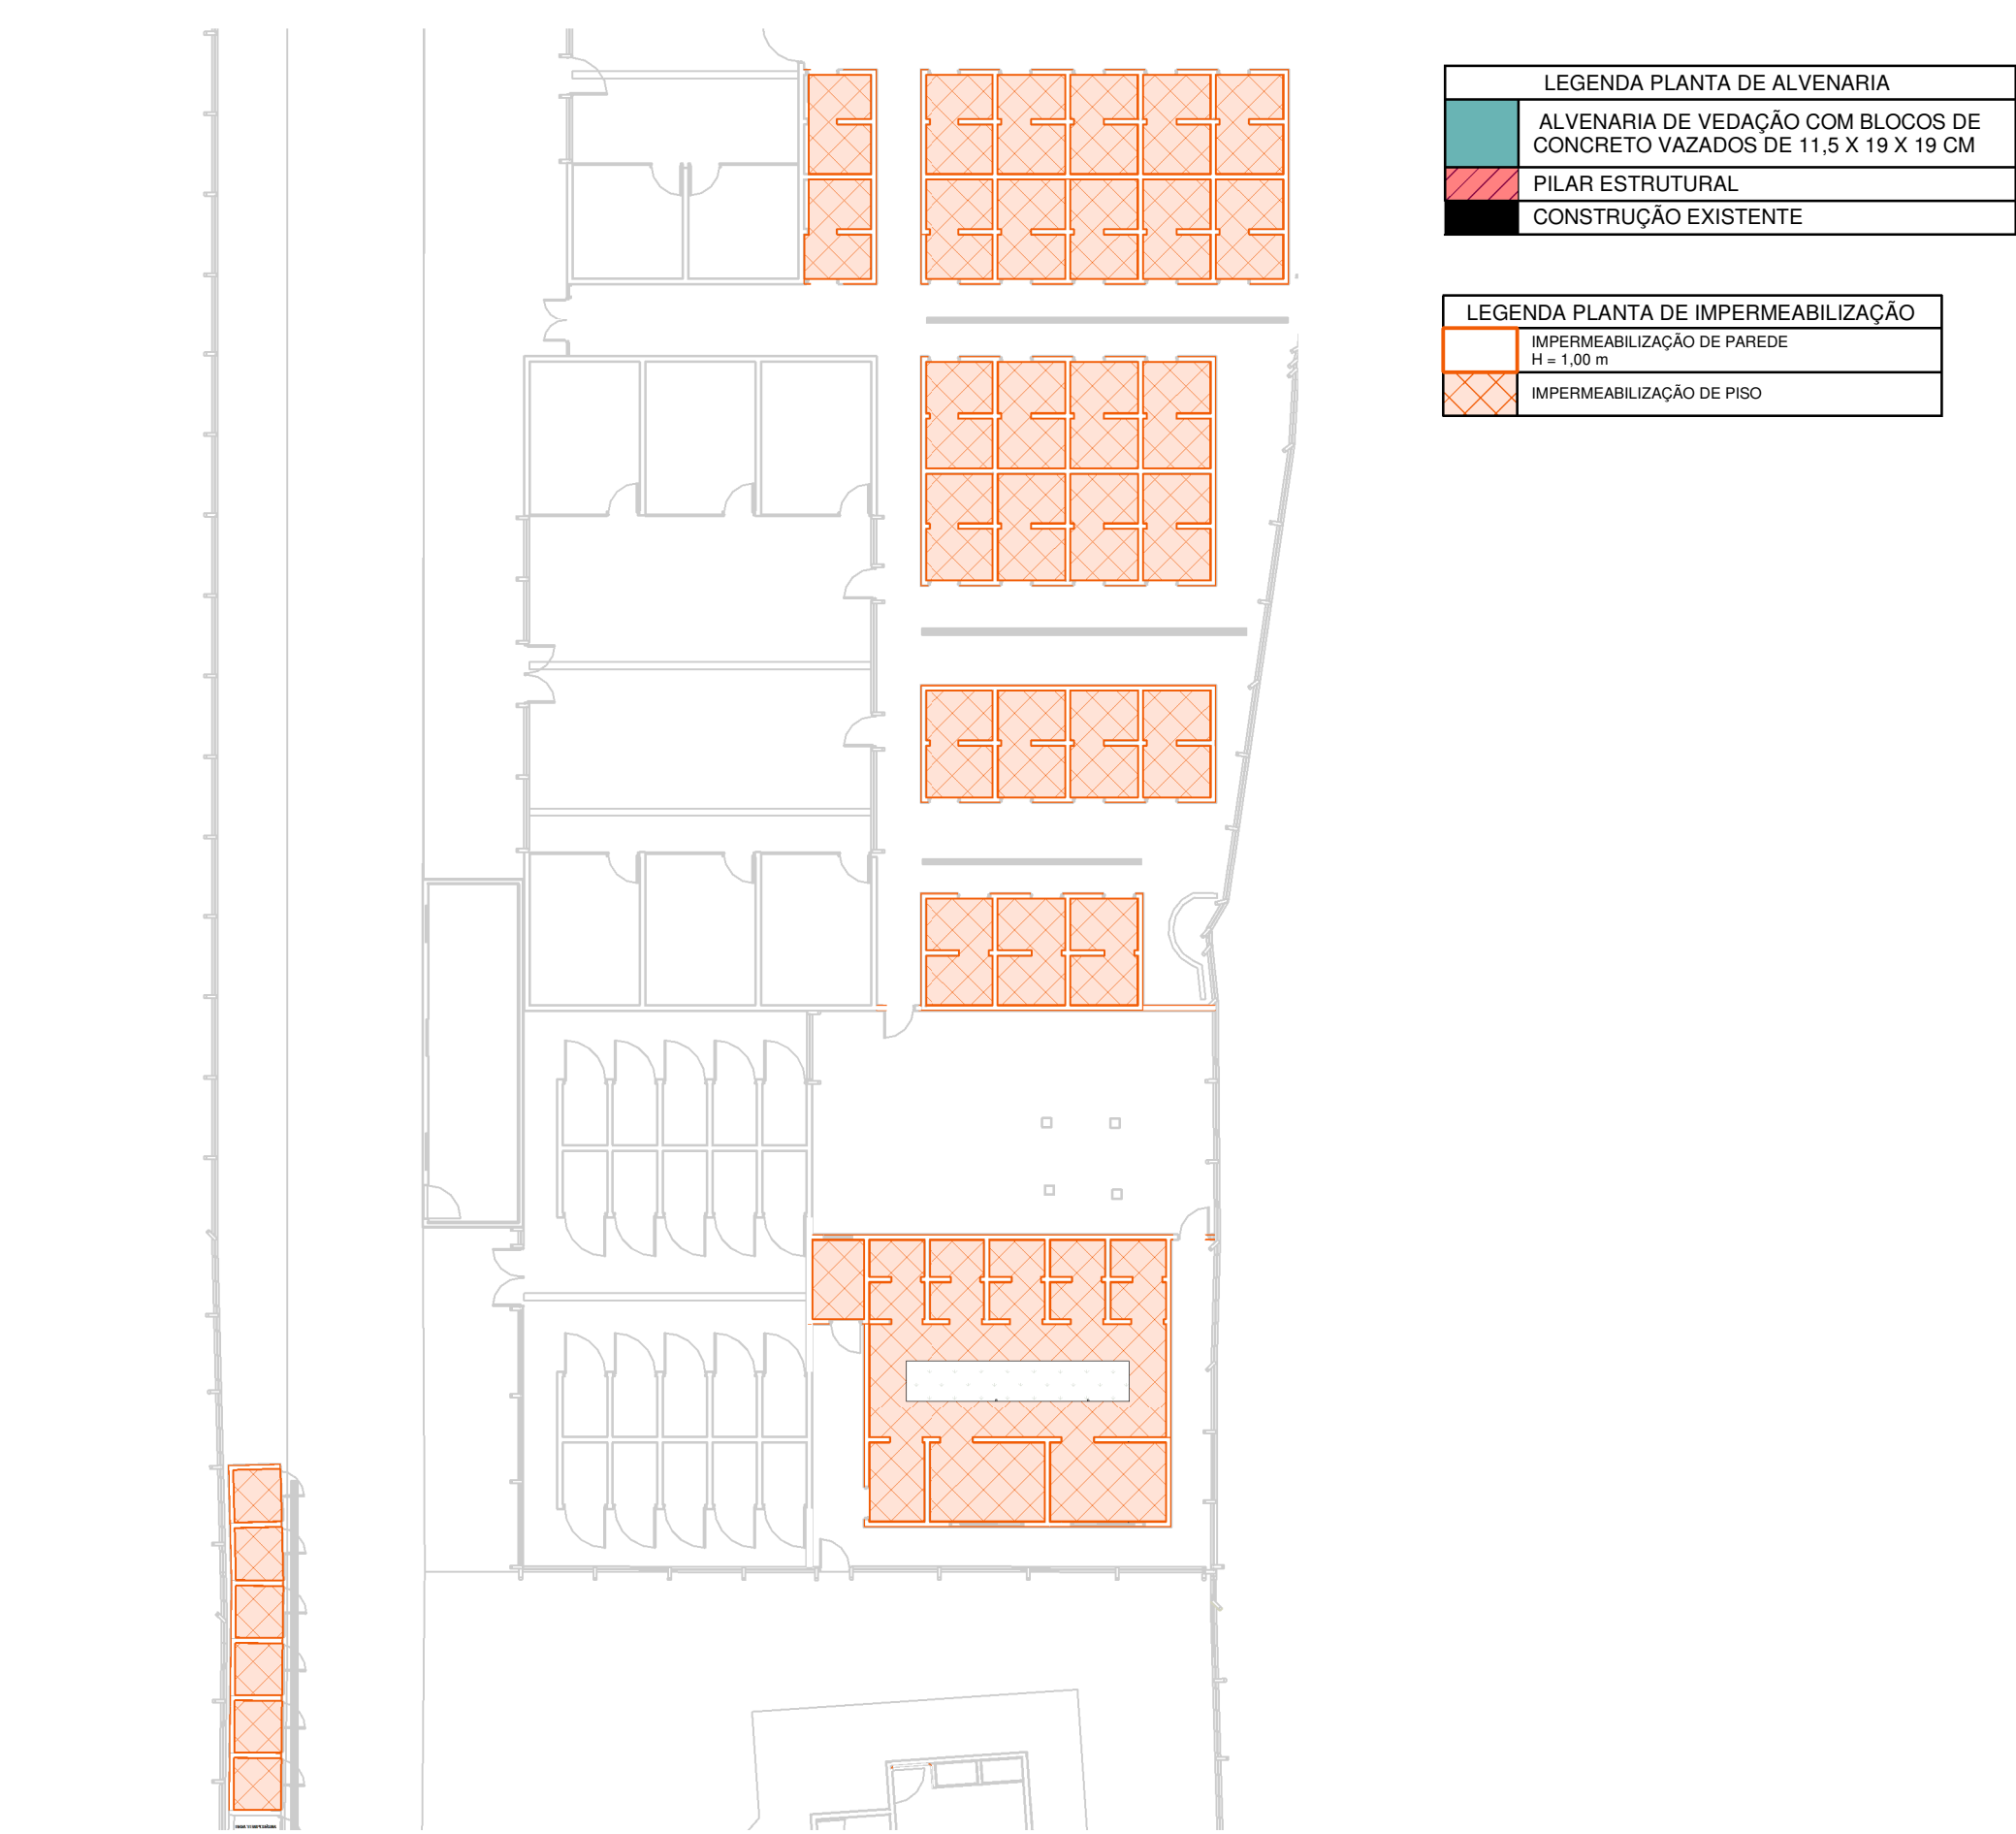 LEGENDA PLANTA DE ALVENARIA
ALVENARIA DE VEDAÇÃO COM BLOCOS DE
CONCRETO VAZADOS DE 11,5 X 19 X 19 CM
PILAR ESTRUTURAL
CONSTRUÇÃO EXISTENTE
LEGENDA PLANTA DE IMPERMEABILIZAÇÃO
IMPERMEABILIZAÇÃO DE PAREDE
H = 1,00 m
IMPERMEABILIZAÇÃO DE PISO